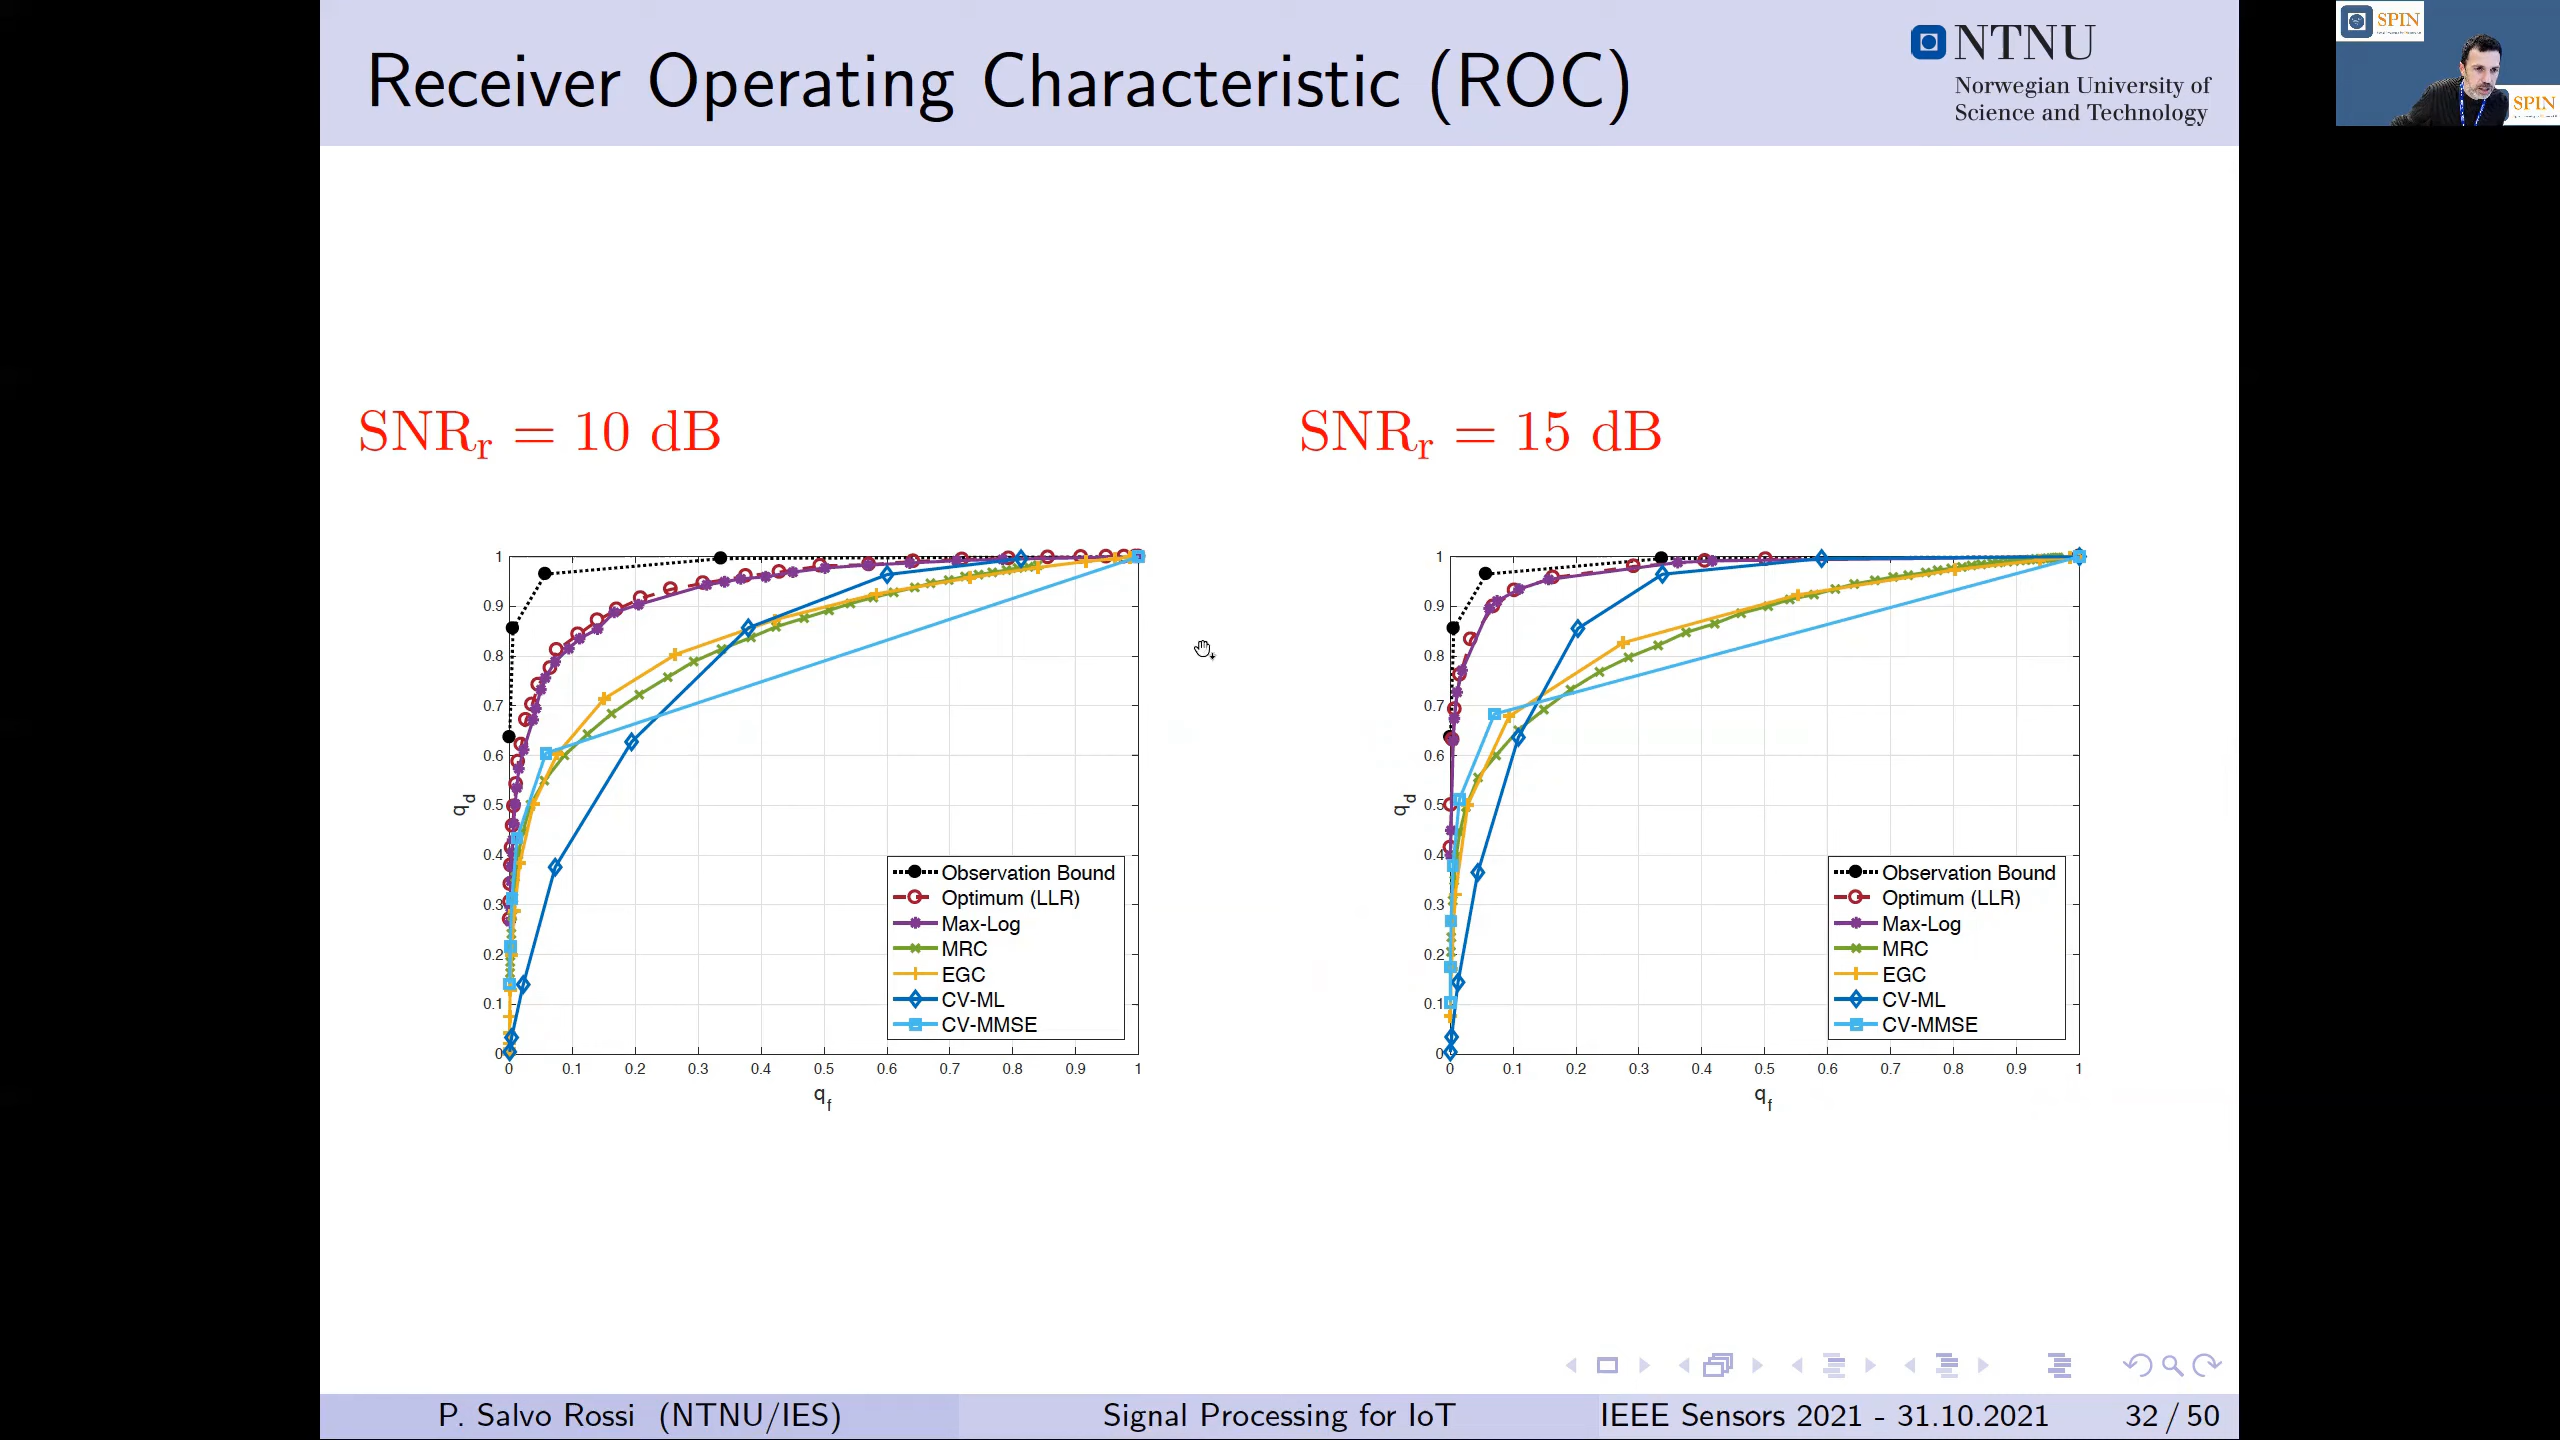 Receiver Operating Characteristic (ROC)
NTNU
Norwegian University of
Science and Technology
SPIN
SPIN
SNRr = 10 dB
SNRr = 15 dB
1
0.9
0.8
0.7
0.6
0.5
0.4
0.3
0.2
0.1
0
qd
0 0.1 0.2 0.3 0.4 0.5 0.6 0.7 0.8 0.9 1
qf
Observation Bound
Optimum (LLR)
Max-Log
MRC
EGC
CV-ML
CV-MMSE
1
0.9
0.8
0.7
0.6
0.5
0.4
0.3
0.2
0.1
0
qd
0 0.1 0.2 0.3 0.4 0.5 0.6 0.7 0.8 0.9 1
qf
Observation Bound
Optimum (LLR)
Max-Log
MRC
EGC
CV-ML
CV-MMSE
P. Salvo Rossi (NTNU/IES)
Signal Processing for IoT
IEEE Sensors 2021 - 31.10.2021
32 / 50